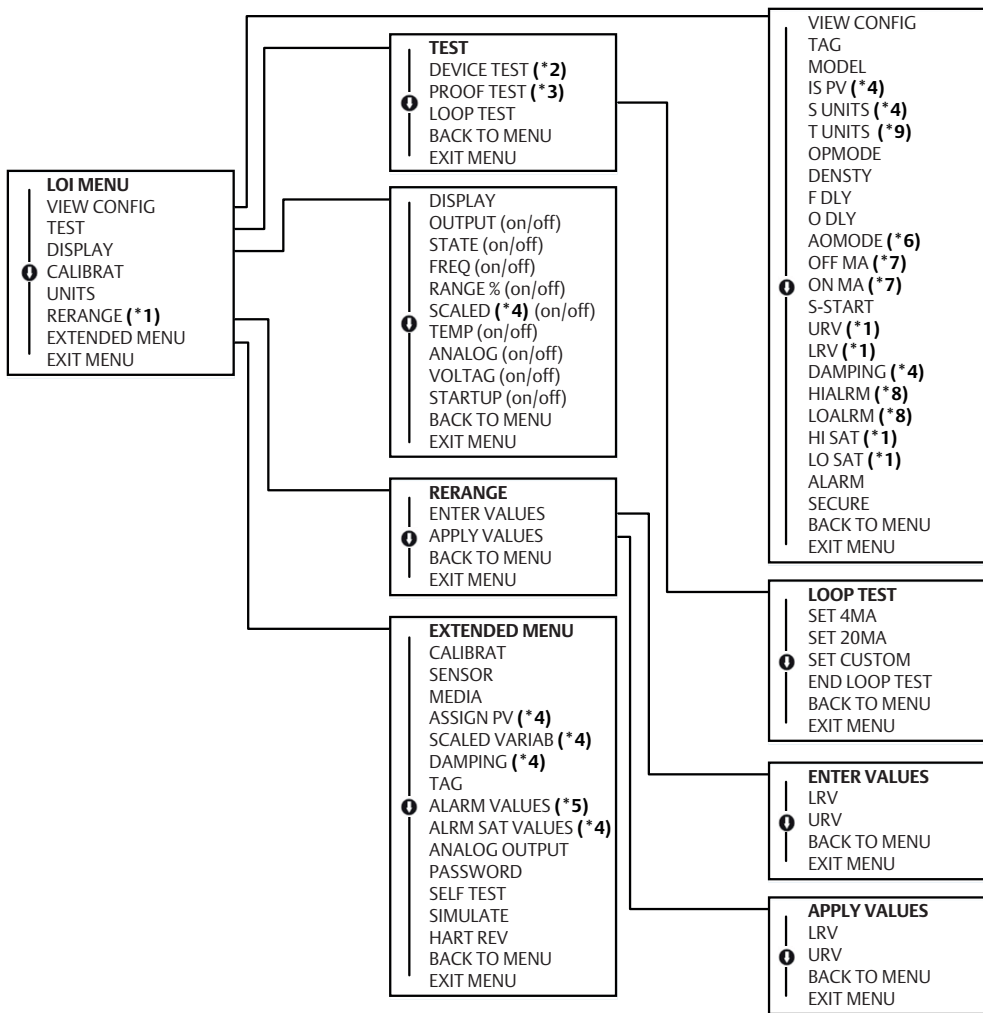 LOI MENU
VIEW CONFIG
TEST
DISPLAY
CALIBRAT
UNITS
RERANGE (*1)
EXTENDED MENU
EXIT MENU
TEST
DEVICE TEST (*2)
PROOF TEST (*3)
LOOP TEST
BACK TO MENU
EXIT MENU
DISPLAY
OUTPUT (on/off)
STATE (on/off)
FREQ (on/off)
RANGE % (on/off)
SCALED (*4) (on/off)
TEMP (on/off)
ANALOG (on/off)
VOLTAG (on/off)
STARTUP (on/off)
BACK TO MENU
EXIT MENU
RERANGE
ENTER VALUES
APPLY VALUES
BACK TO MENU
EXIT MENU
EXTENDED MENU
CALIBRAT
SENSOR
MEDIA
ASSIGN PV (*4)
SCALED VARIAB (*4)
DAMPING (*4)
TAG
ALARM VALUES (*5)
ALRM SAT VALUES (*4)
ANALOG OUTPUT
PASSWORD
SELF TEST
SIMULATE
HART REV
BACK TO MENU
EXIT MENU
VIEW CONFIG
TAG
MODEL
IS PV (*4)
S UNITS (*4)
T UNITS (*9)
OPMODE
DENSTY
F DLY
O DLY
AOMODE (*6)
OFF MA (*7)
ON MA (*7)
S-START
URV (*1)
LRV (*1)
DAMPING (*4)
HIALRM (*8)
LOALRM (*8)
HI SAT (*1)
LO SAT (*1)
ALARM
SECURE
BACK TO MENU
EXIT MENU
LOOP TEST
SET 4MA
SET 20MA
SET CUSTOM
END LOOP TEST
BACK TO MENU
EXIT MENU
ENTER VALUES
LRV
URV
BACK TO MENU
EXIT MENU
APPLY VALUES
LRV
URV
BACK TO MENU
EXIT MENU